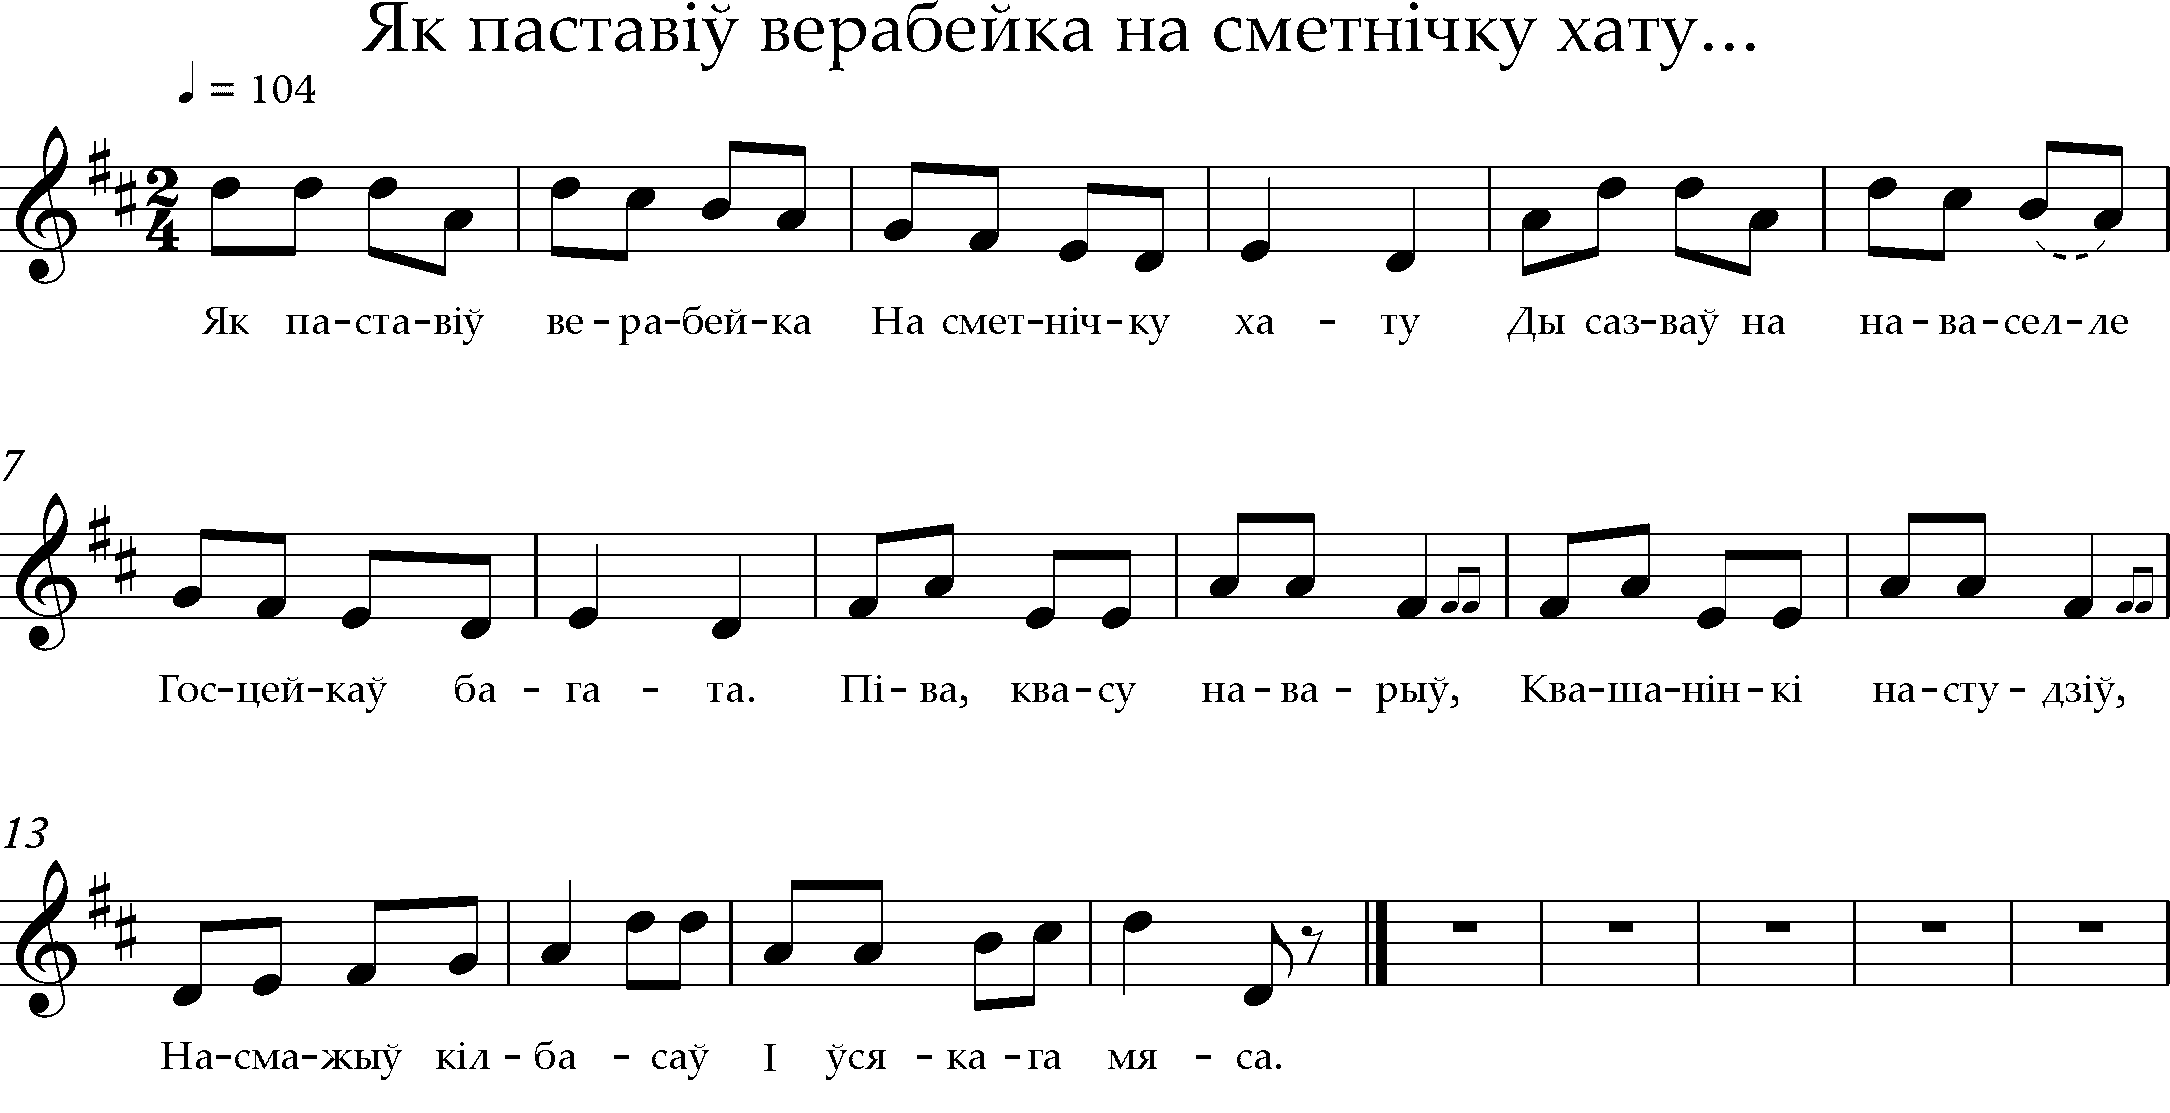 Як паставіў верабейка на сметнічку хату...
♩ = 104
2
4
Як па-ста-віў ве-ра-бей-ка На смет-ніч-ку ха-ту Ды саз-ваў на на-ва-сел-ле
7
Гос-цей-каў ба-га-та. Пі-ва, ква-су на-ва-рыў, Ква-ша-нін-кі на-сту-дзіў,
13
На-сма-жыў кіл-ба-саў І ўся-ка-га мя-са.